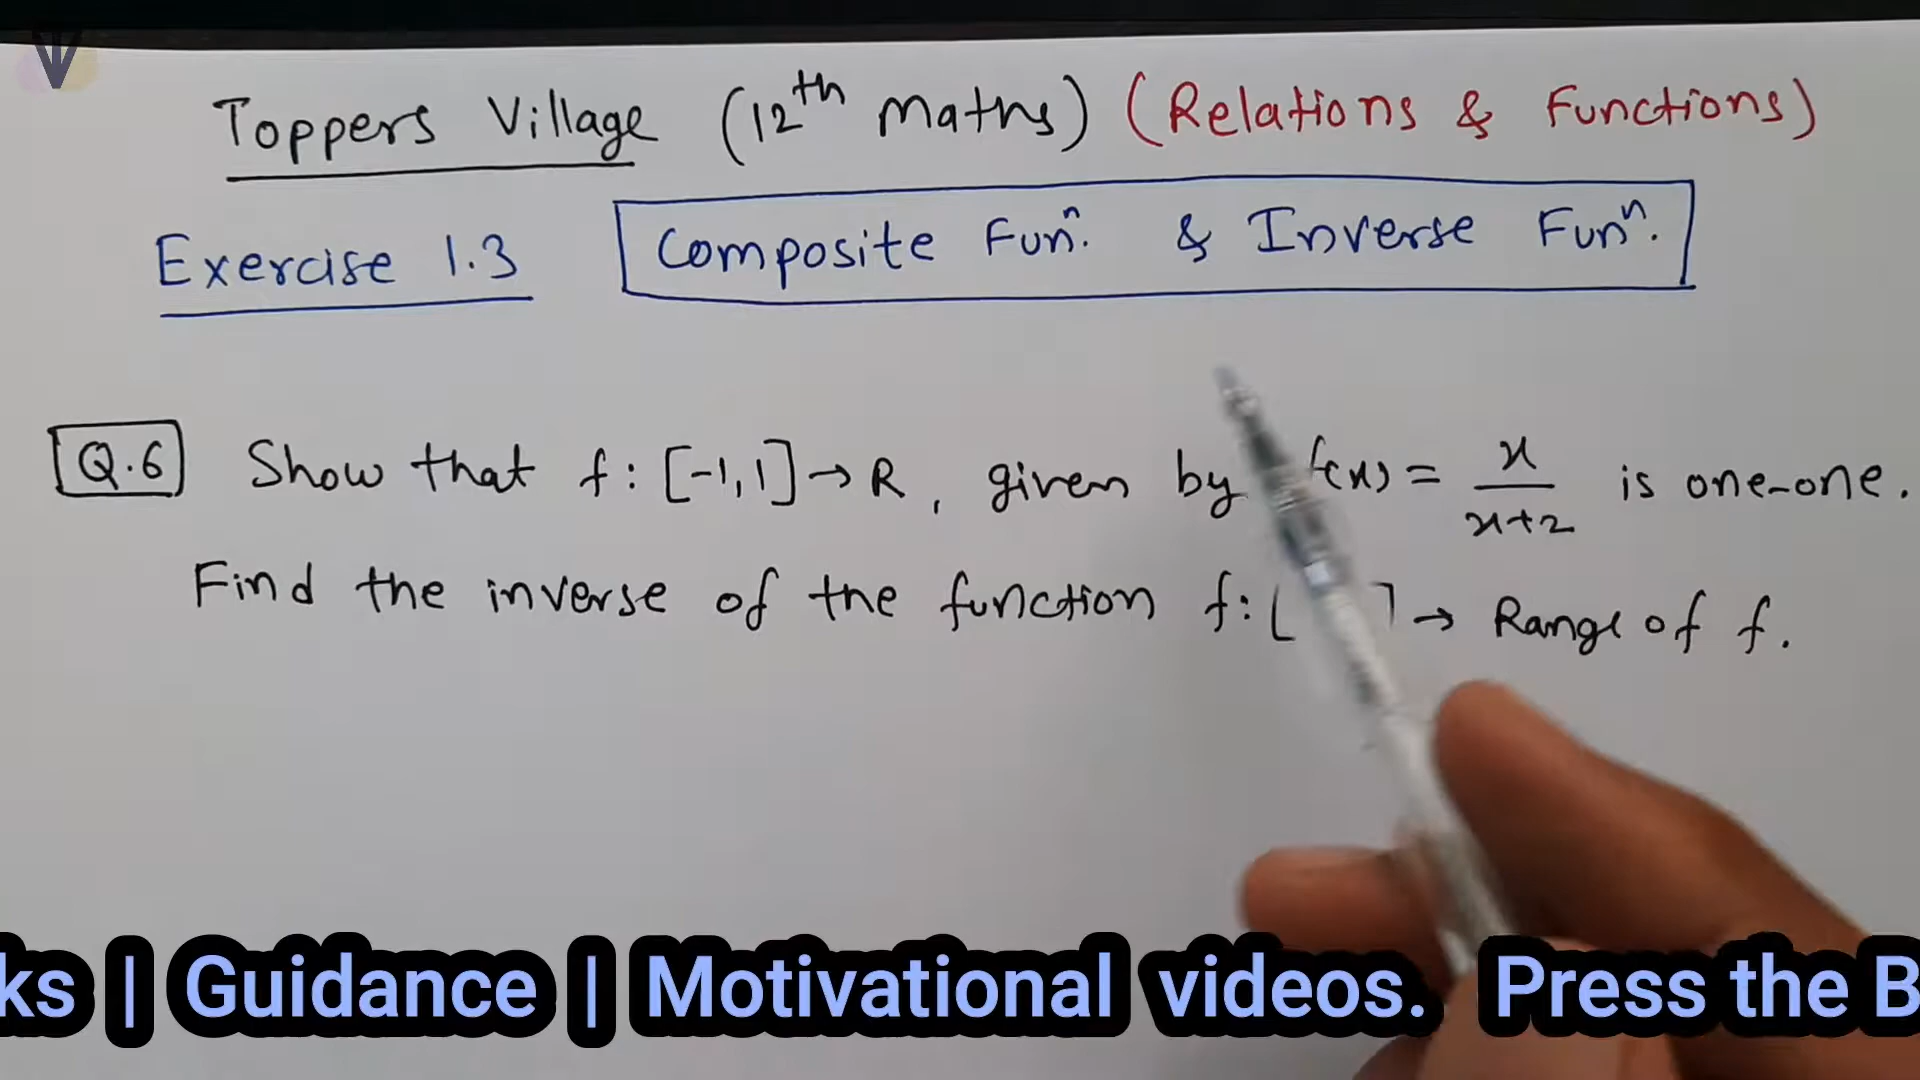 Toppers Village (12th Maths) (Relations & Functions)
Exercise 1.3 Composite Funn. & Inverse Funn.
Q.6 Show that f: [-1,1] → R, given by f(x) = x/x+2 is one-one.
Find the inverse of the function f: [ ] → Range of f.
ks | Guidance | Motivational videos. Press the B